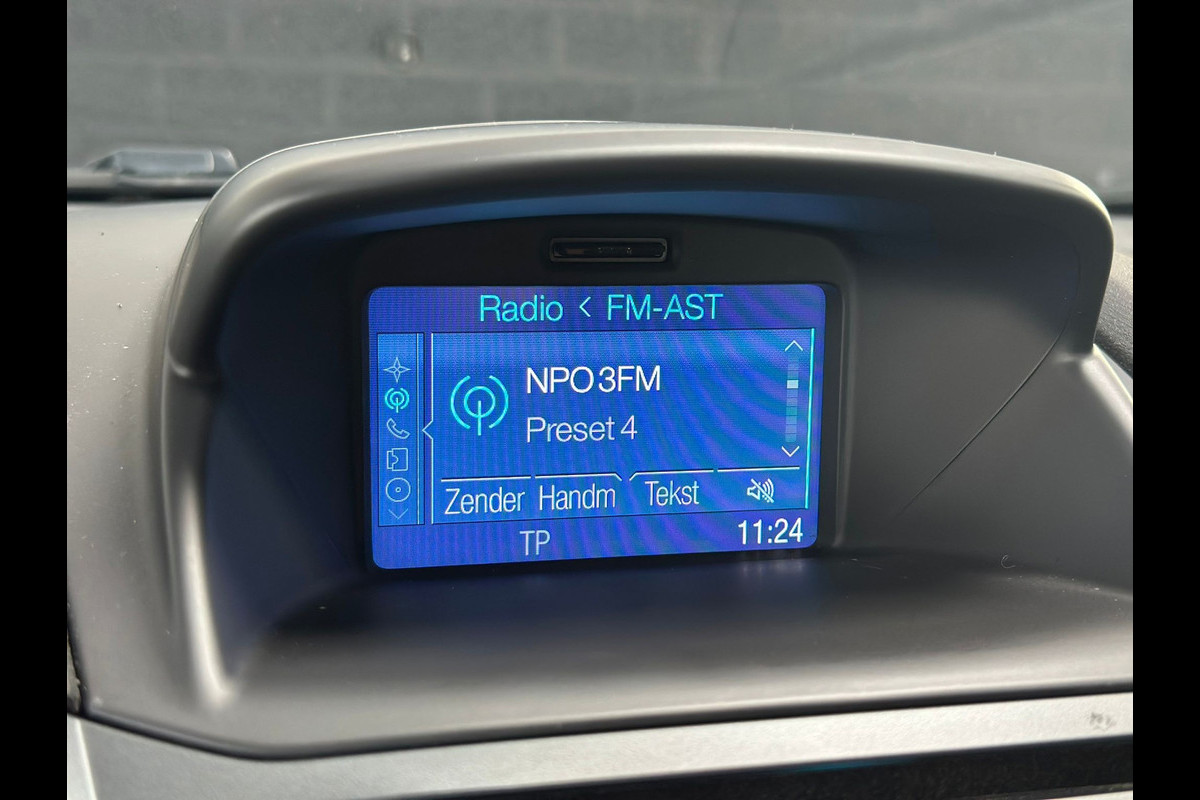 Radio < FM-AST
NPO 3FM
Preset 4
Zender Handm Tekst
TP
11:24